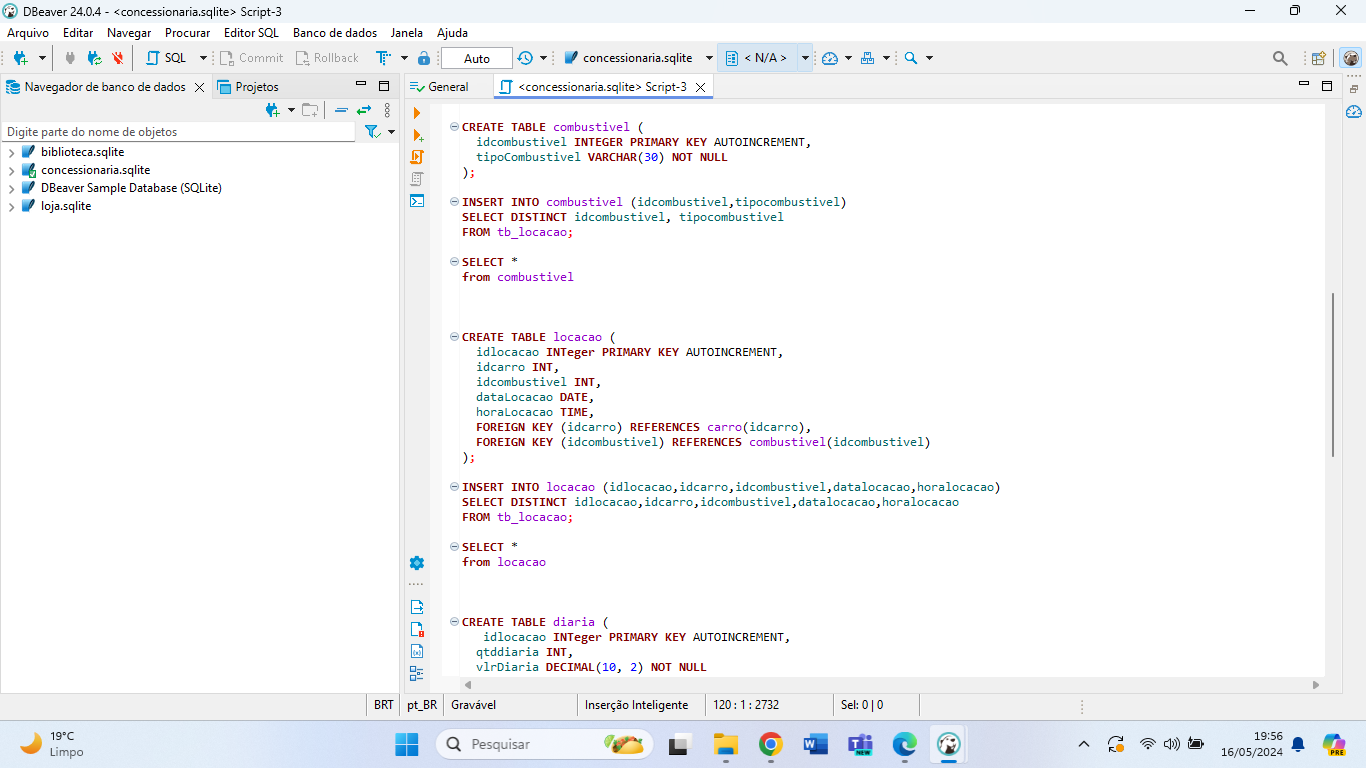 DBeaver 24.0.4 - <concessionaria.sqlite> Script-3
Arquivo Editar Navegar Procurar Editor SQL Banco de dados Janela Ajuda
SQL Commit Rollback Auto concessionaria.sqlite < N/A >
Navegador de banco de dados Projetos
Digite parte do nome de objetos
biblioteca.sqlite
concessionaria.sqlite
DBeaver Sample Database (SQLite)
loja.sqlite
General <concessionaria.sqlite> Script-3
CREATE TABLE combustivel (
idcombustivel INTEGER PRIMARY KEY AUTOINCREMENT,
tipoCombustivel VARCHAR(30) NOT NULL
);
INSERT INTO combustivel (idcombustivel,tipocombustivel)
SELECT DISTINCT idcombustivel, tipocombustivel
FROM tb_locacao;
SELECT *
from combustivel
CREATE TABLE locacao (
idlocacao INTeger PRIMARY KEY AUTOINCREMENT,
idcarro INT,
idcombustivel INT,
dataLocacao DATE,
horaLocacao TIME,
FOREIGN KEY (idcarro) REFERENCES carro(idcarro),
FOREIGN KEY (idcombustivel) REFERENCES combustivel(idcombustivel)
);
INSERT INTO locacao (idlocacao,idcarro,idcombustivel,datalocacao,horalocacao)
SELECT DISTINCT idlocacao,idcarro,idcombustivel,datalocacao,horalocacao
FROM tb_locacao;
SELECT *
from locacao
CREATE TABLE diaria (
idlocacao INTeger PRIMARY KEY AUTOINCREMENT,
qtddiaria INT,
vlrDiaria DECIMAL(10, 2) NOT NULL
BRT pt_BR Gravável Inserção Inteligente 120 : 1 : 2732 Sel: 0 | 0
19°C
Limpo
Pesquisar
NEW
19:56
16/05/2024
PRE